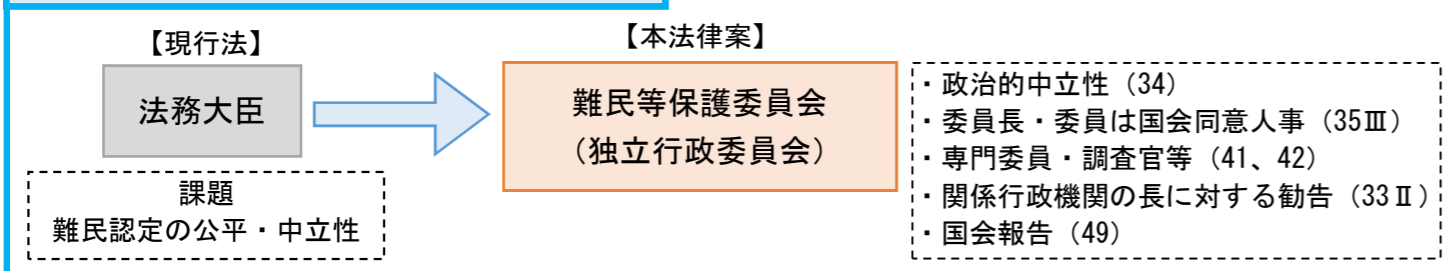 【現行法】
法務大臣
課題
難民認定の公平・中立性
【本法律案】
難民等保護委員会
（独立行政委員会）
・政治的中立性（34）
・委員長・委員は国会同意人事（35Ⅲ）
・専門委員・調査官等（41、42）
・関係行政機関の長に対する勧告（33Ⅱ）
・国会報告（49）